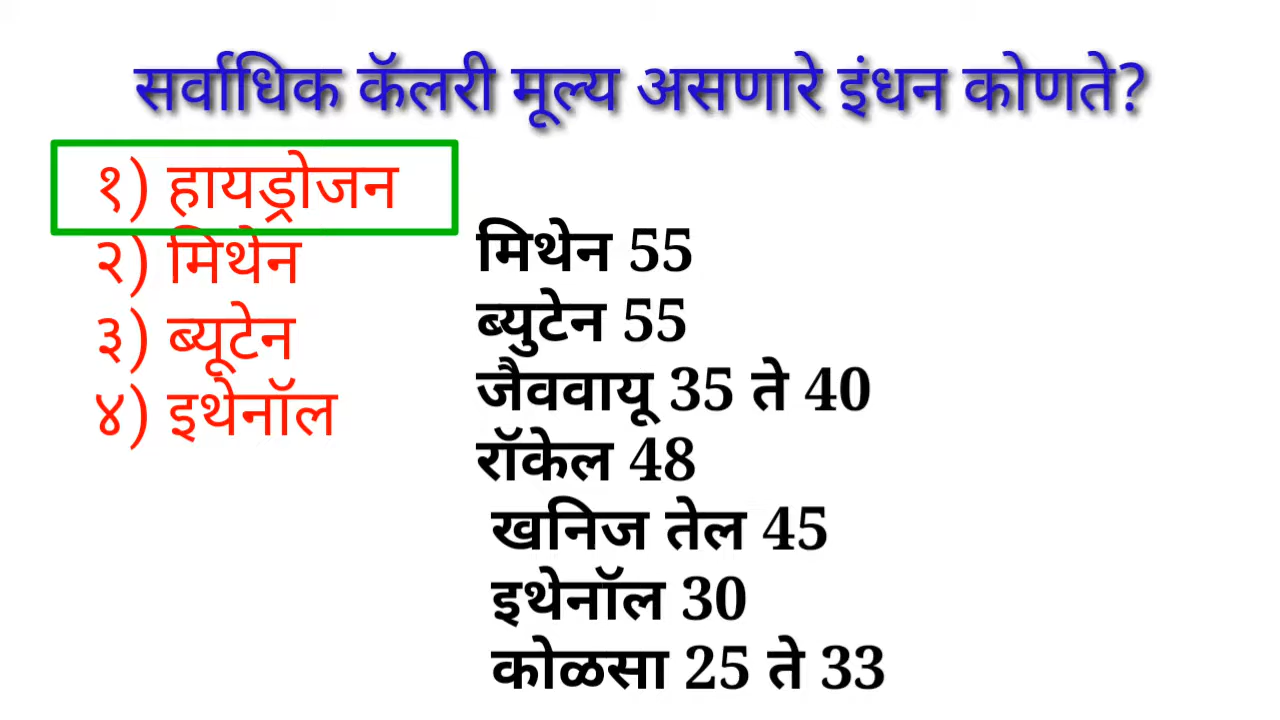 सर्वाधिक कॅलरी मूल्य असणारे इंधन कोणते?
१) हायड्रोजन
२) मिथेन
३) ब्यूटेन
४) इथेनॉल
मिथेन 55
ब्युटेन 55
जैववायू 35 ते 40
रॉकेल 48
खनिज तेल 45
इथेनॉल 30
कोळसा 25 ते 33